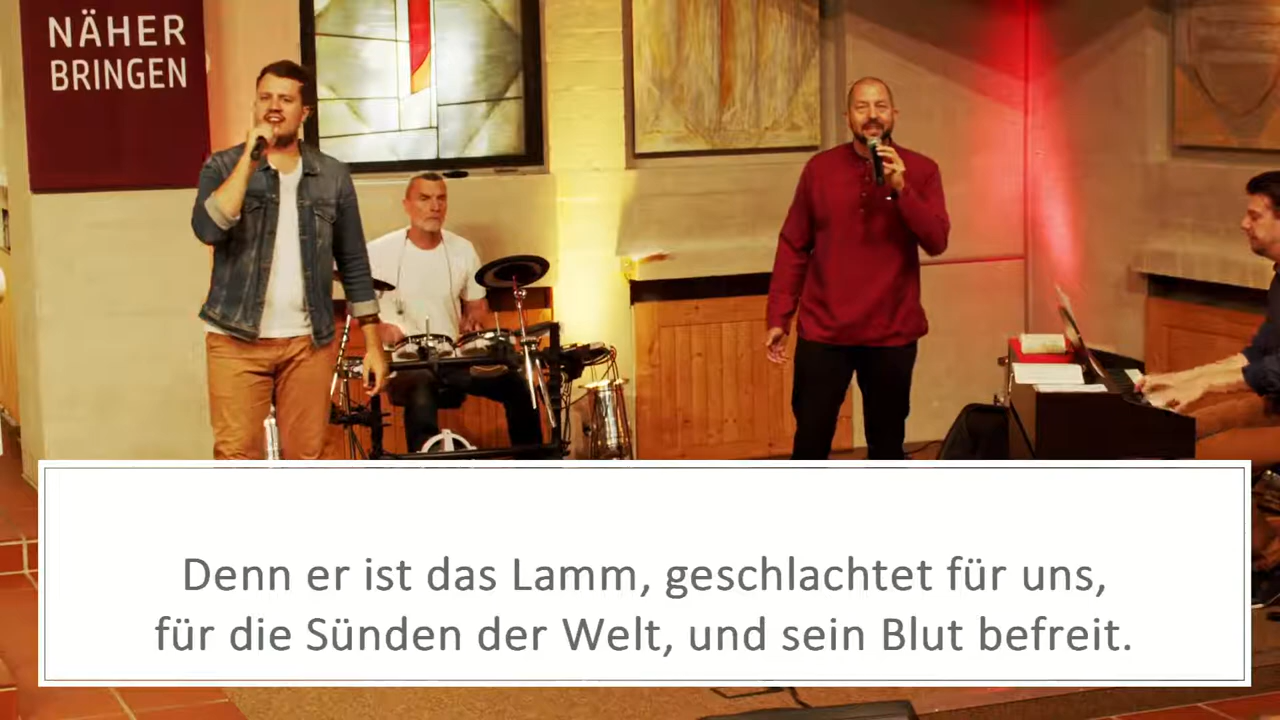 NÄHER
BRINGEN
Denn er ist das Lamm, geschlachtet für uns,
für die Sünden der Welt, und sein Blut befreit.